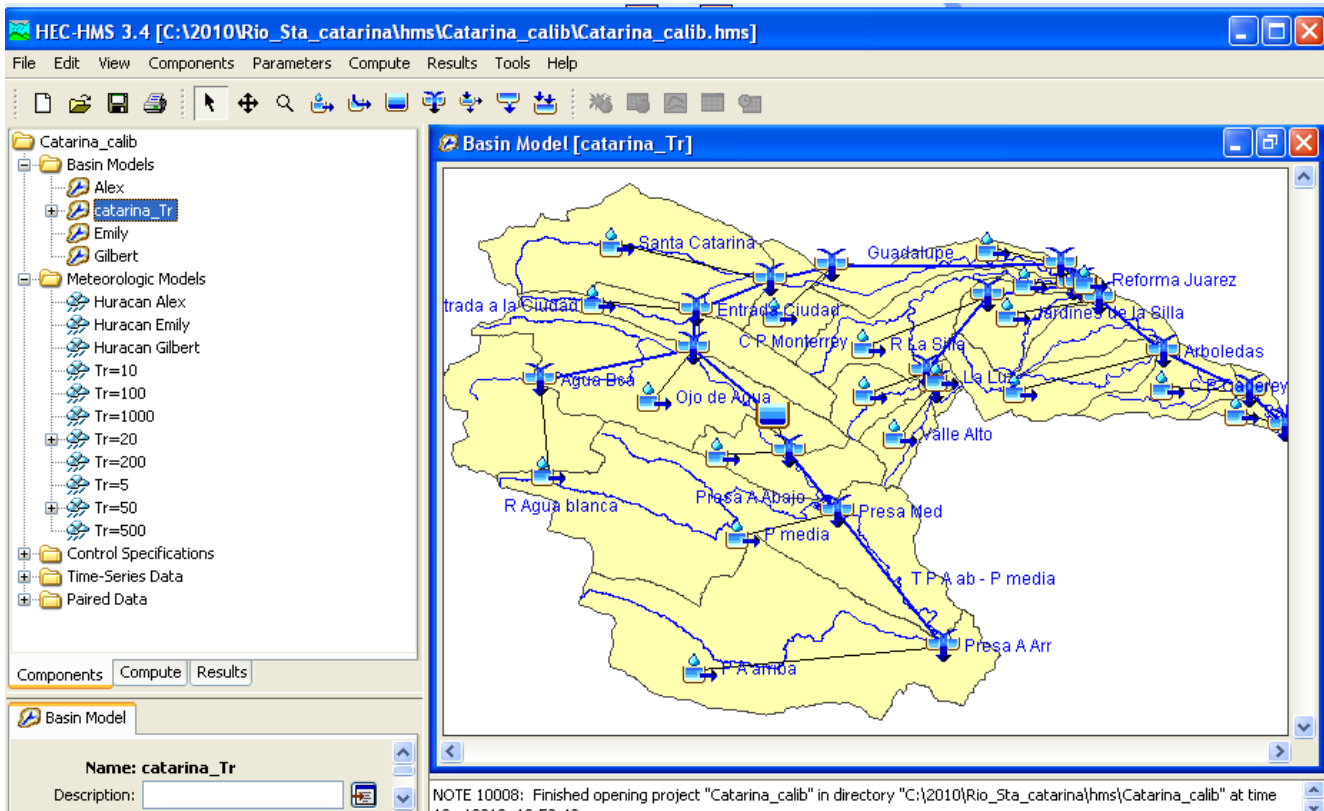 HEC-HMS 3.4 [C:\2010\Rio_Sta_catarina\hms\Catarina_calib\Catarina_calib.hms]
File Edit View Components Parameters Compute Results Tools Help
Catarina_calib
Basin Models
Alex
catarina_Tr
Emily
Gilbert
Meteorologic Models
Huracan Alex
Huracan Emily
Huracan Gilbert
Tr=10
Tr=100
Tr=1000
Tr=20
Tr=200
Tr=5
Tr=50
Tr=500
Control Specifications
Time-Series Data
Paired Data
Components Compute Results
Basin Model
Name: catarina_Tr
Description:
Basin Model [catarina_Tr]
Santa Catarina
Guadalupe
Reforma Juarez
trada a la Ciudad
Entrada Ciudad
Jardines de la Silla
C P Monterrey
R La Silla
Arboledas
Agua Bca
La Luz
Ojo de Agua
Valle Alto
R Agua blanca
Presa A Abajo
Presa Med
P media
T P A ab - P media
Presa A Arr
P A arriba
NOTE 10008: Finished opening project "Catarina_calib" in directory "C:\2010\Rio_Sta_catarina\hms\Catarina_calib" at time